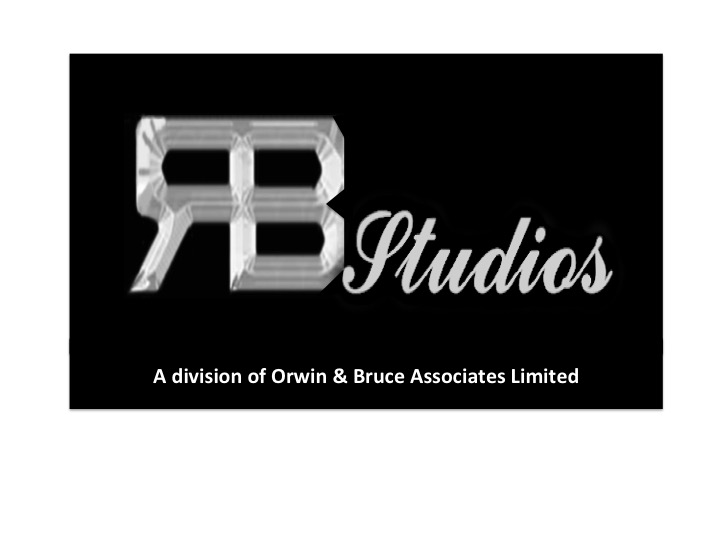 RB Studios
A division of Orwin & Bruce Associates Limited